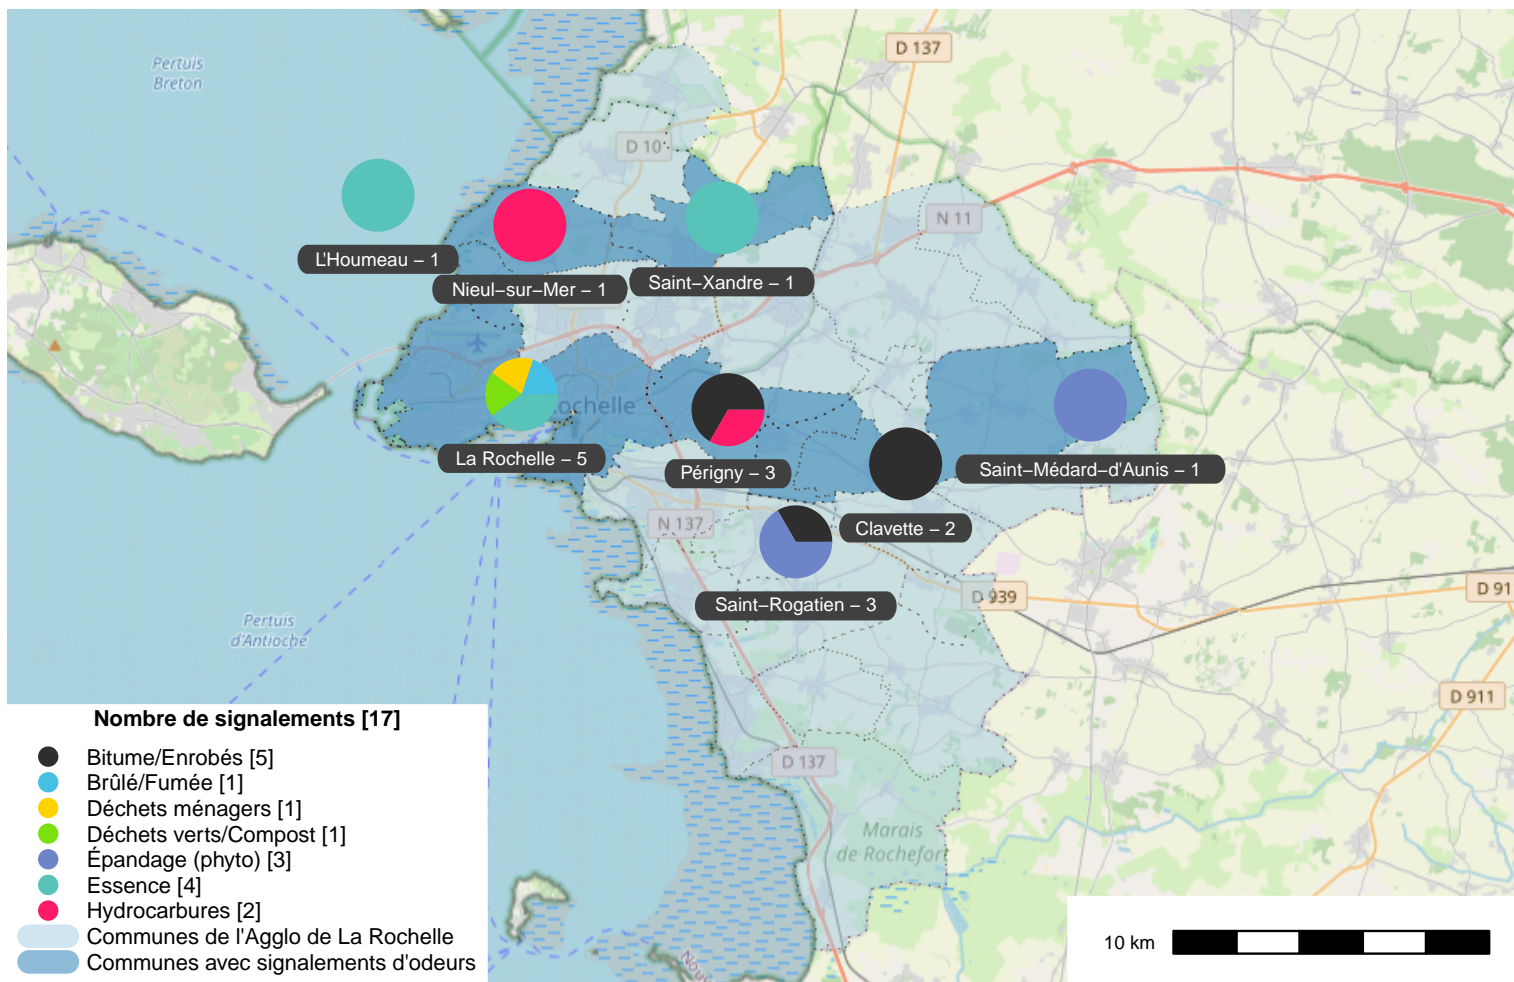 Pertuis
Breton
D 137
D 10
N 11
L'Houmeau – 1
Nieul–sur–Mer – 1
Saint–Xandre – 1
ochelle
La Rochelle – 5
Périgny – 3
Saint–Médard–d'Aunis – 1
Clavette – 2
N 137
Saint–Rogatien – 3
D 939
D 91
Pertuis
d'Antioche
D 911
D 137
Marais
de Rochefort
Nombre de signalements [17]
Bitume/Enrobés [5]
Brûlé/Fumée [1]
Déchets ménagers [1]
Déchets verts/Compost [1]
Épandage (phyto) [3]
Essence [4]
Hydrocarbures [2]
Communes de l'Agglo de La Rochelle
Communes avec signalements d'odeurs
10 km